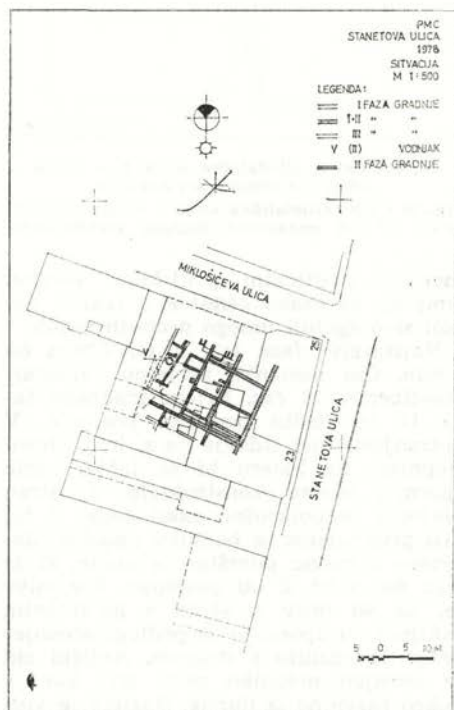 PMC
STANETOVA ULICA
1978
SITVACIJA
M 1:500
LEGENDA:
I FAZA GRADNJE
I-II " "
III " "
V (II) VODNJAK
II FAZA GRADNJE
MIKLOŠIČEVA ULICA
25
V
23
STANETOVA ULICA
5 0 5 10 M